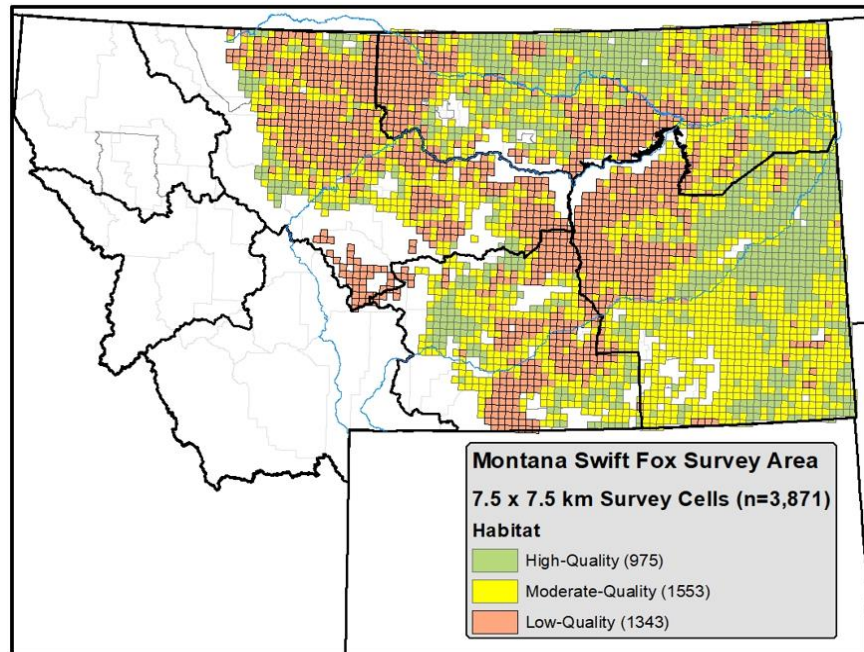 Montana Swift Fox Survey Area
7.5 x 7.5 km Survey Cells (n=3,871)
Habitat
High-Quality (975)
Moderate-Quality (1553)
Low-Quality (1343)